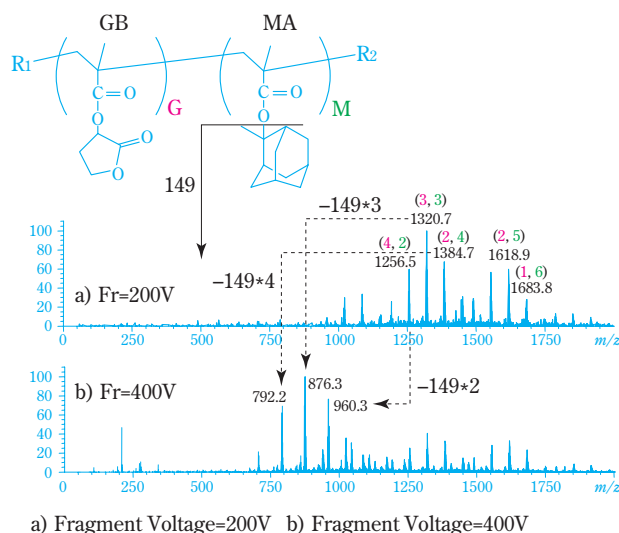 GB MA
R1 R2
C=O C=O
G M
O O
O
O
149
−149*3
(3, 3)
1320.7
(4, 2) (2, 4) (2, 5)
1256.5 1384.7 1618.9
−149*4
(1, 6)
1683.8
100
80
60
40
20
0
a) Fr=200V
0 250 500 750 1000 1250 1500 1750
m/z
100
80
60
40
20
0
b) Fr=400V
792.2 876.3
960.3
−149*2
0 250 500 750 1000 1250 1500 1750
m/z
a) Fragment Voltage=200V b) Fragment Voltage=400V